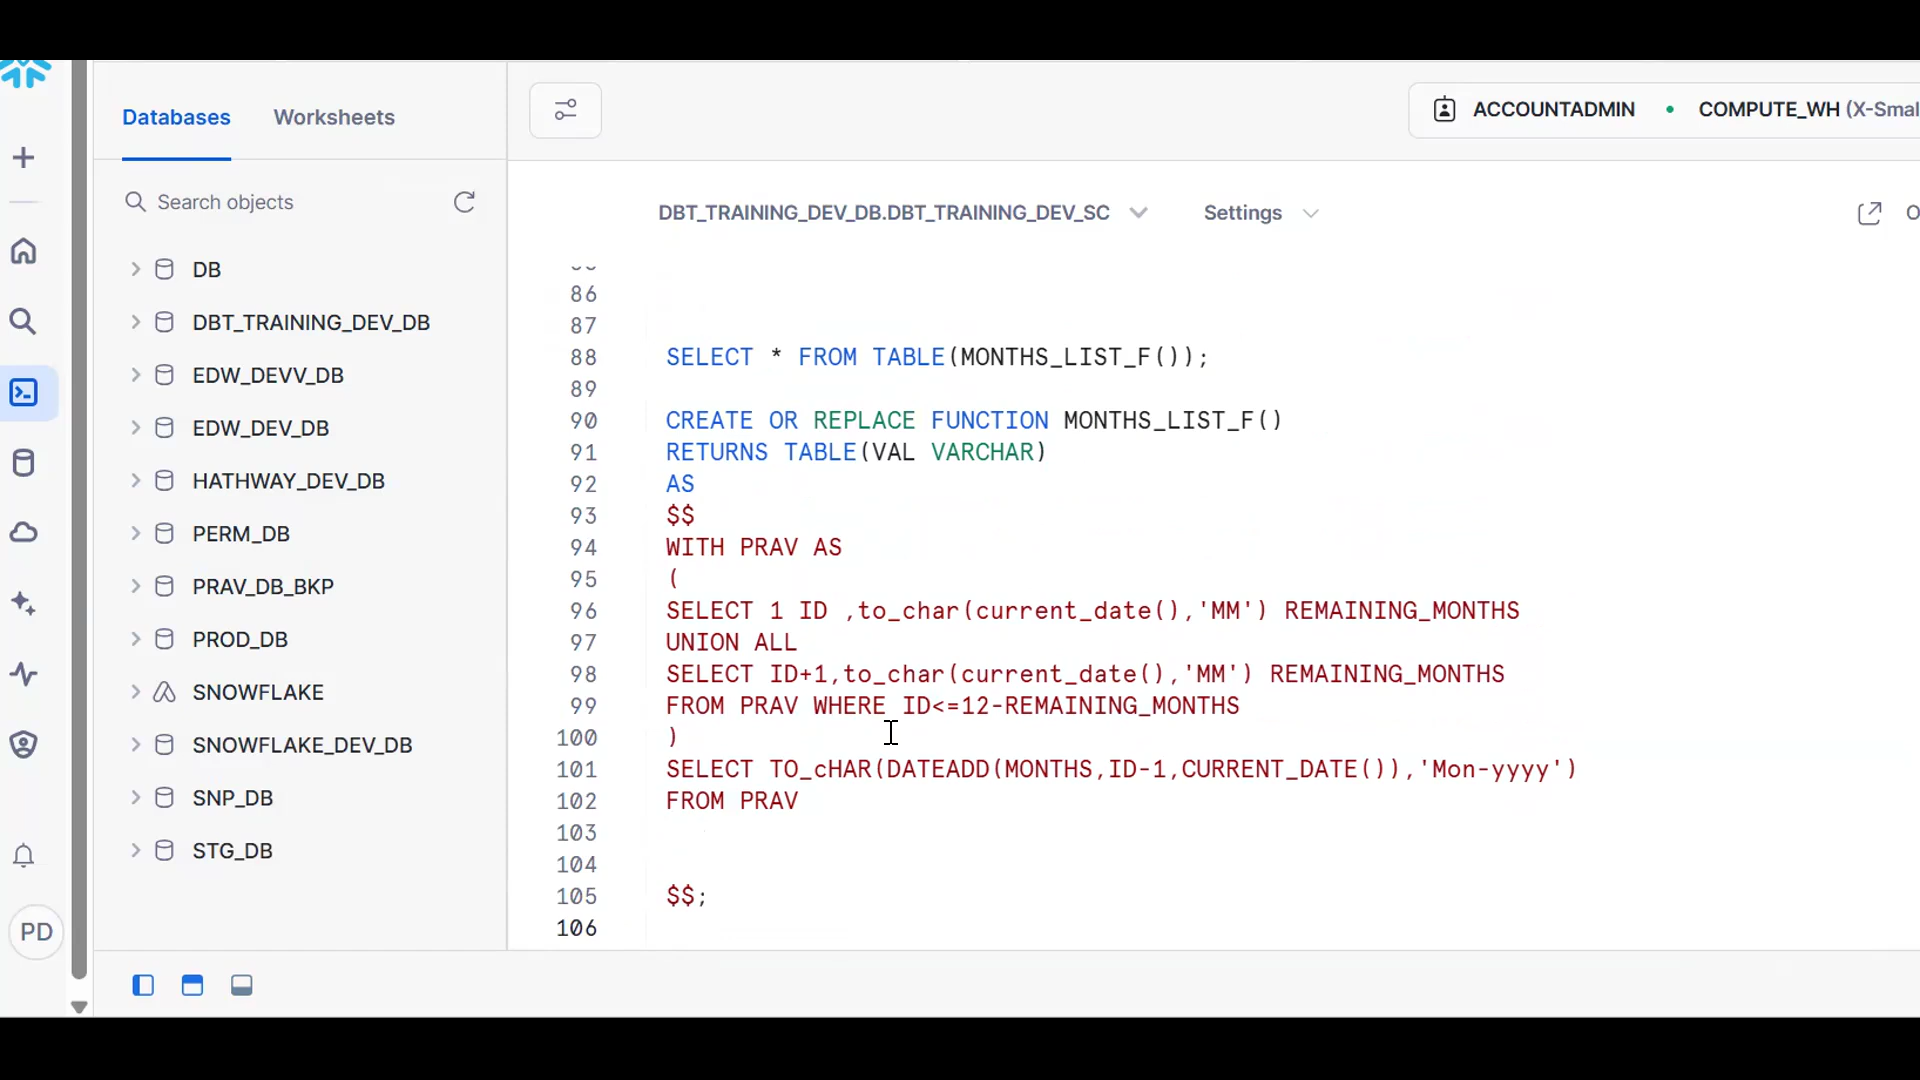 Databases Worksheets
ACCOUNTADMIN • COMPUTE_WH (X-Smal
Search objects
DBT_TRAINING_DEV_DB.DBT_TRAINING_DEV_SC Settings
DB
DBT_TRAINING_DEV_DB
EDW_DEVV_DB
EDW_DEV_DB
HATHWAY_DEV_DB
PERM_DB
PRAV_DB_BKP
PROD_DB
SNOWFLAKE
SNOWFLAKE_DEV_DB
SNP_DB
STG_DB
PD
86
87
88 SELECT * FROM TABLE(MONTHS_LIST_F());
89
90 CREATE OR REPLACE FUNCTION MONTHS_LIST_F()
91 RETURNS TABLE(VAL VARCHAR)
92 AS
93 $$
94 WITH PRAV AS
95 (
96 SELECT 1 ID ,to_char(current_date(),'MM') REMAINING_MONTHS
97 UNION ALL
98 SELECT ID+1,to_char(current_date(),'MM') REMAINING_MONTHS
99 FROM PRAV WHERE ID<=12-REMAINING_MONTHS
100 )
101 SELECT TO_cHAR(DATEADD(MONTHS,ID-1,CURRENT_DATE()),'Mon-yyyy')
102 FROM PRAV
103
104
105 $$;
106